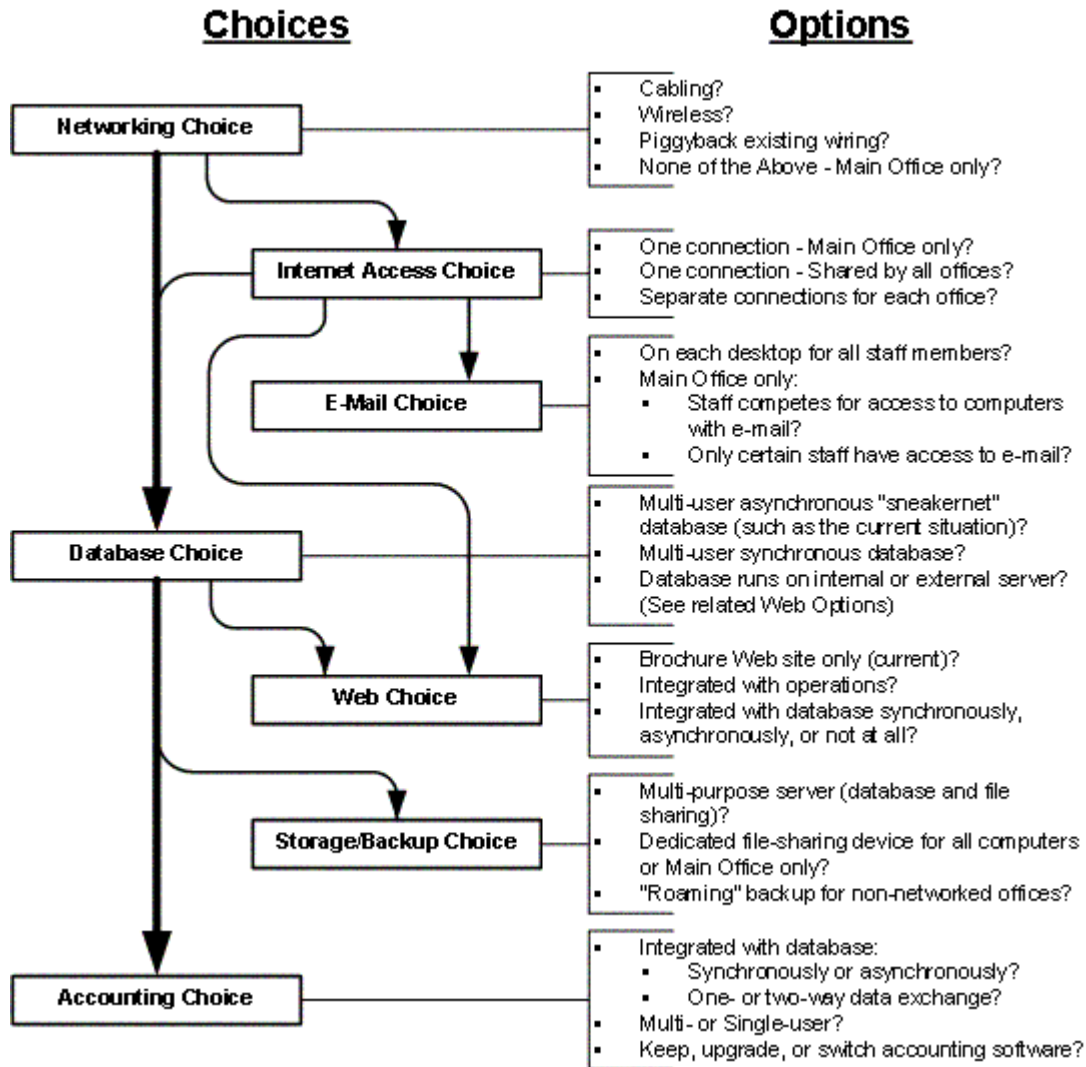 Choices
Options
Networking Choice
▪ Cabling?
▪ Wireless?
▪ Piggyback existing wiring?
▪ None of the Above - Main Office only?
Internet Access Choice
▪ One connection - Main Office only?
▪ One connection - Shared by all offices?
▪ Separate connections for each office?
E-Mail Choice
▪ On each desktop for all staff members?
▪ Main Office only:
▪ Staff competes for access to computers
with e-mail?
▪ Only certain staff have access to e-mail?
Database Choice
▪ Multi-user asynchronous "sneakernet"
database (such as the current situation)?
▪ Multi-user synchronous database?
▪ Database runs on internal or external server?
(See related Web Options)
Web Choice
▪ Brochure Web site only (current)?
▪ Integrated with operations?
▪ Integrated with database synchronously,
asynchronously, or not at all?
Storage/Backup Choice
▪ Multi-purpose server (database and file
sharing)?
▪ Dedicated file-sharing device for all computers
or Main Office only?
▪ "Roaming" backup for non-networked offices?
Accounting Choice
▪ Integrated with database:
▪ Synchronously or asynchronously?
▪ One- or two-way data exchange?
▪ Multi- or Single-user?
▪ Keep, upgrade, or switch accounting software?